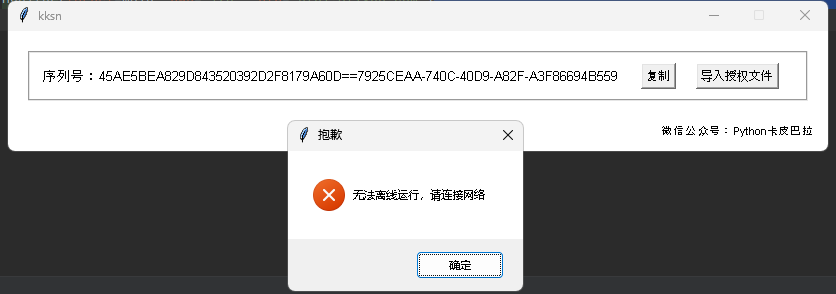 kksn
序列号：45AE5BEA829D843520392D2F8179A60D==7925CEAA-740C-40D9-A82F-A3F86694B559 复制 导入授权文件
微信公众号：Python卡皮巴拉
抱歉
无法离线运行，请连接网络
确定